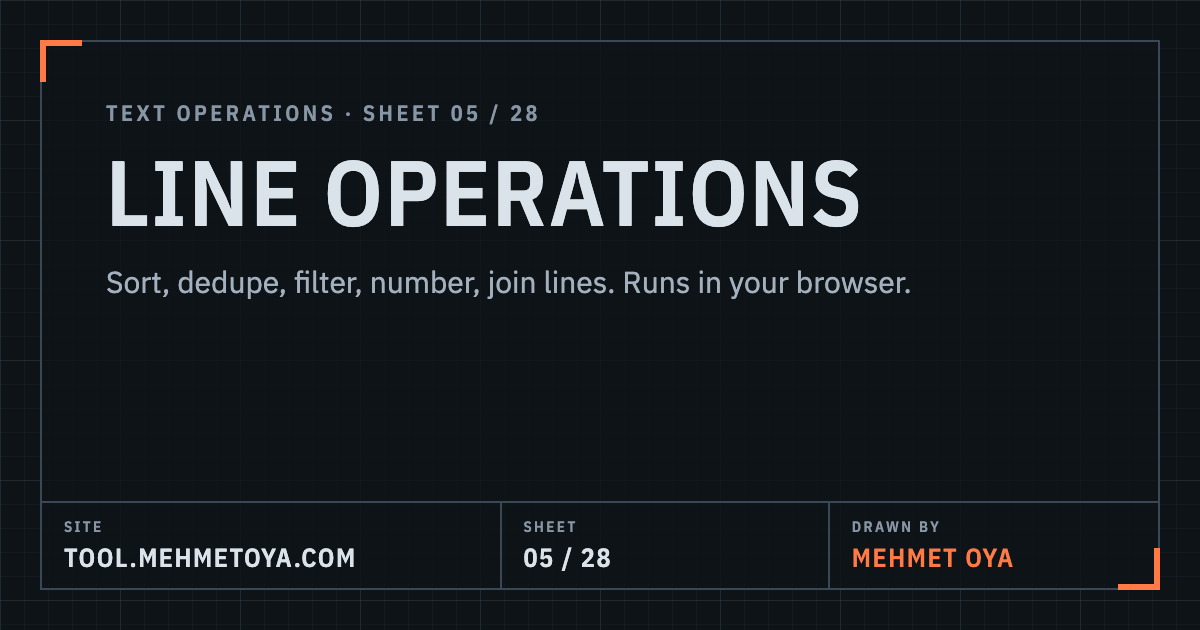 TEXT OPERATIONS · SHEET 05 / 28
LINE OPERATIONS
Sort, dedupe, filter, number, join lines. Runs in your browser.
SITE
TOOL.MEHMETOYA.COM
SHEET
05 / 28
DRAWN BY
MEHMET OYA